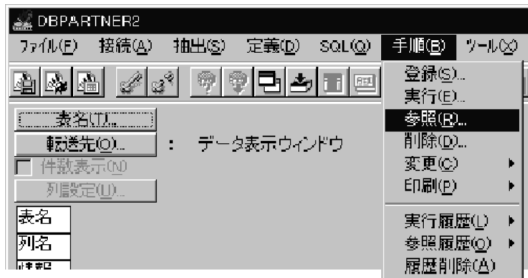 DBPARTNER2
ファイル(F) 接続(A) 抽出(S) 定義(D) SQL(Q) 手順(B) ツール(X)
登録(S)...
実行(E)...
表名(T)...
参照(R)...
転送先(O)... : データ表示ウィンドウ
削除(D)...
件数表示(N)
変更(C)
列設定(U)...
印刷(P)
表名
実行履歴(L)
列名
参照履歴(O)
履歴削除(A)